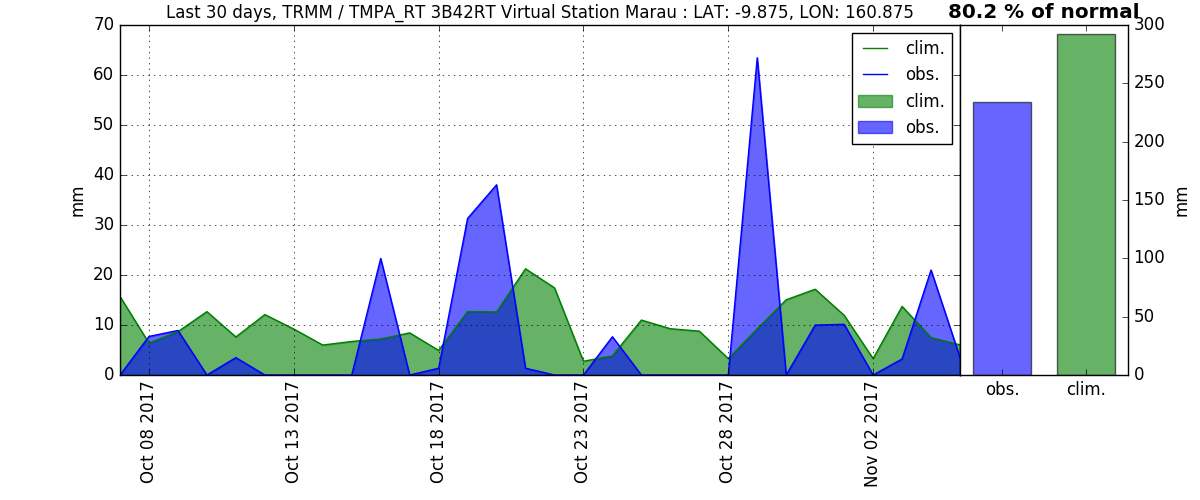 Last 30 days, TRMM / TMPA_RT 3B42RT Virtual Station Marau : LAT: -9.875, LON: 160.875
80.2 % of normal
70
60
50
40
30
20
10
0
mm
clim.
obs.
clim.
obs.
Oct 08 2017
Oct 13 2017
Oct 18 2017
Oct 23 2017
Oct 28 2017
Nov 02 2017
300
250
200
150
100
50
0
mm
obs.
clim.